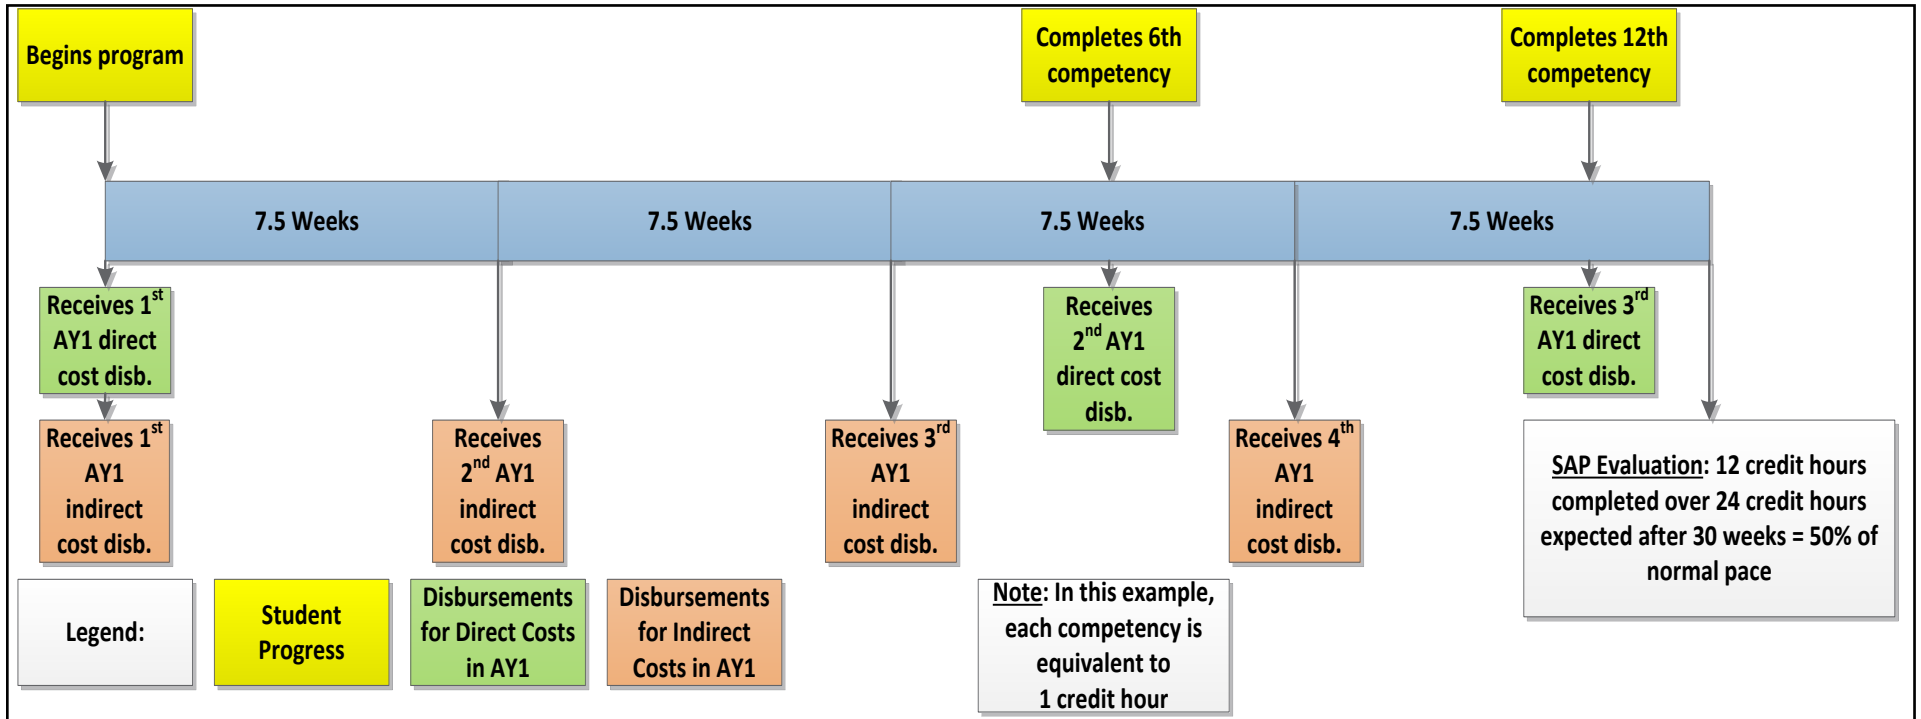 Begins program
Completes 6th
competency
Completes 12th
competency
7.5 Weeks
7.5 Weeks
7.5 Weeks
7.5 Weeks
Receives 1st
AY1 direct
cost disb.
Receives
2nd AY1
direct cost
disb.
Receives 3rd
AY1 direct
cost disb.
Receives 1st
AY1
indirect
cost disb.
Receives
2nd AY1
indirect
cost disb.
Receives 3rd
AY1
indirect
cost disb.
Receives 4th
AY1
indirect
cost disb.
SAP Evaluation: 12 credit hours
completed over 24 credit hours
expected after 30 weeks = 50% of
normal pace
Legend:
Student
Progress
Disbursements
for Direct Costs
in AY1
Disbursements
for Indirect
Costs in AY1
Note: In this example,
each competency is
equivalent to
1 credit hour